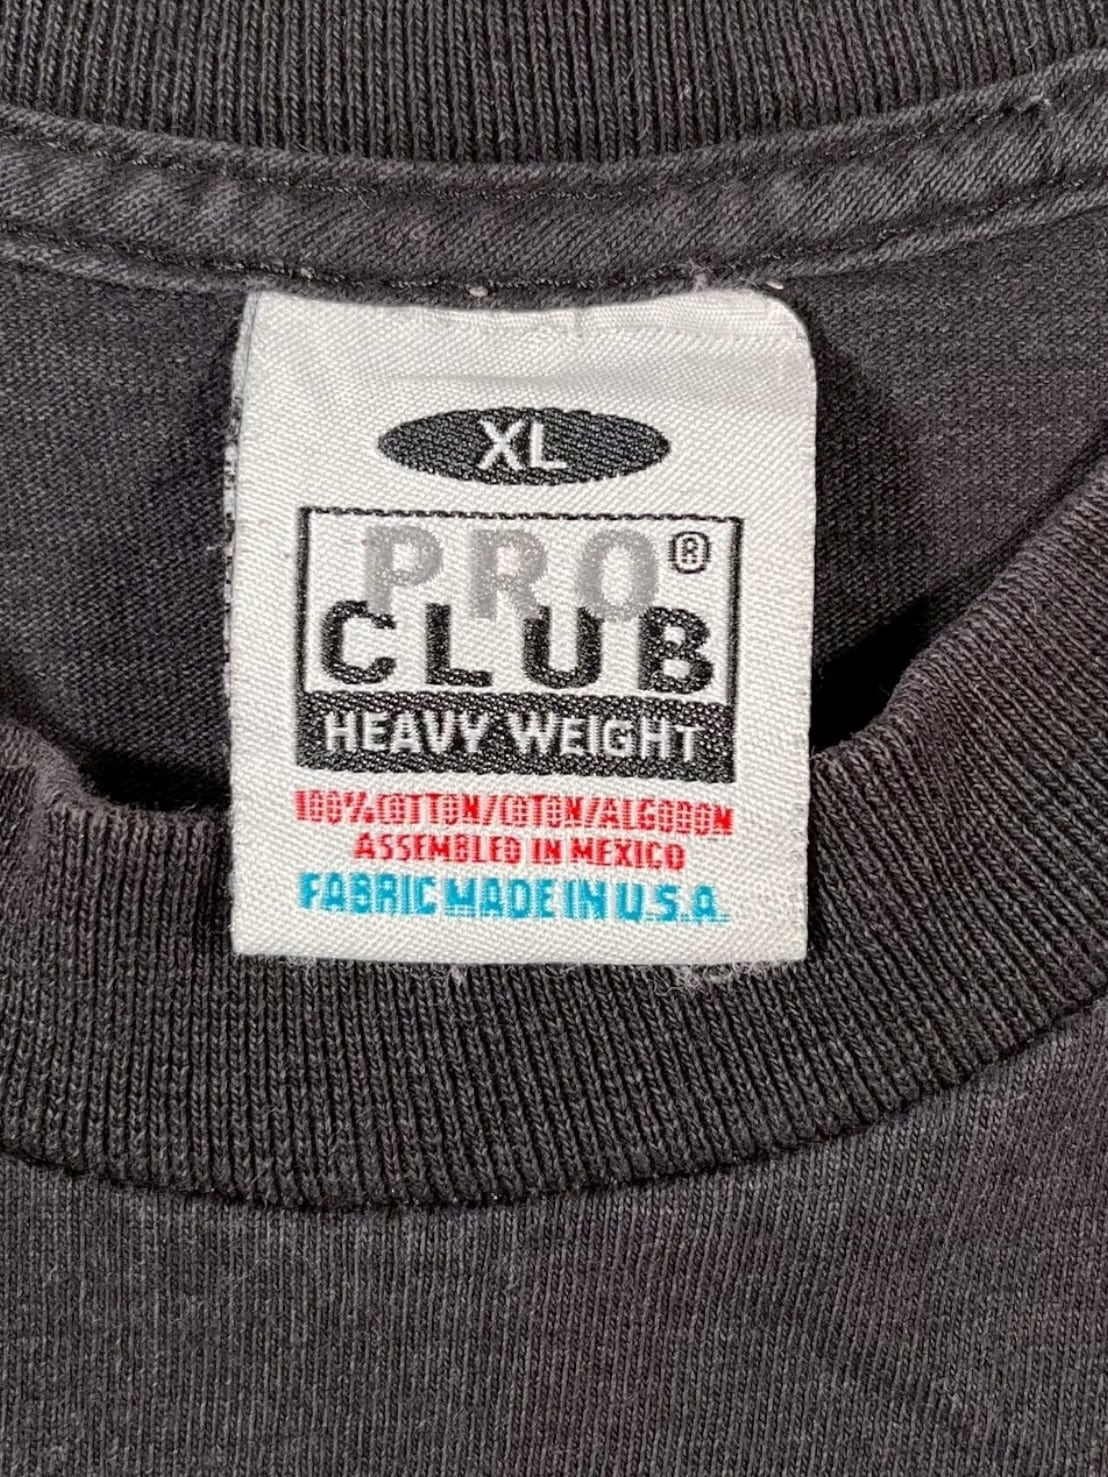 XL
PRO®
CLUB
HEAVY WEIGHT
100% COTTON/COTON/ALGODON
ASSEMBLED IN MEXICO
FABRIC MADE IN U.S.A.